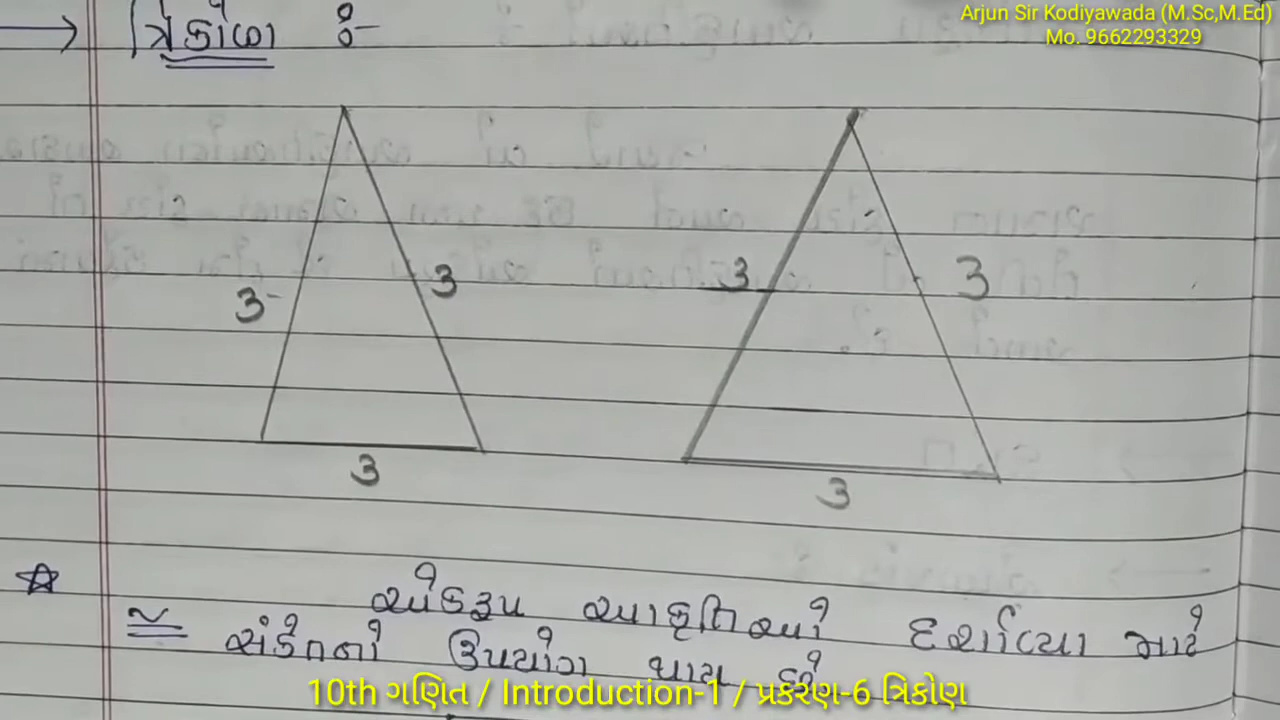 Arjun Sir Kodiyawada (M.Sc,M.Ed)
Mo. 9662293329
→ ત્રિકોણ :-
3 3 3 3
3 3
☆ એકરૂપ આકૃતિઓ દર્શાવવા માટે
≅ સંકેતનો ઉપયોગ થાય છે
10th ગણિત / Introduction-1 / પ્રકરણ-6 ત્રિકોણ